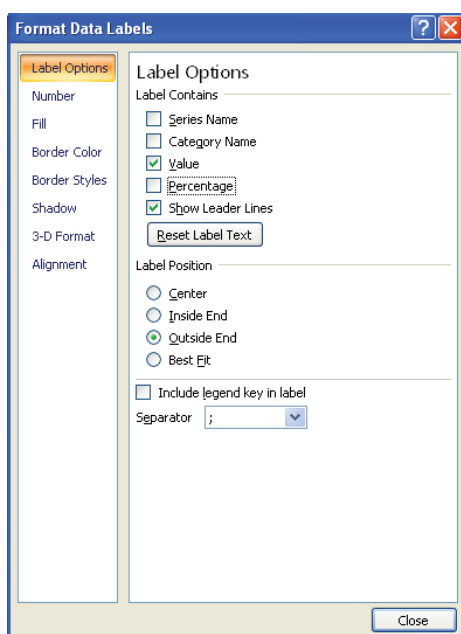 Format Data Labels
Label Options
Number
Fill
Border Color
Border Styles
Shadow
3-D Format
Alignment
Label Options
Label Contains
Series Name
Category Name
Value
Percentage
Show Leader Lines
Reset Label Text
Label Position
Center
Inside End
Outside End
Best Fit
Include legend key in label
Separator ;
Close